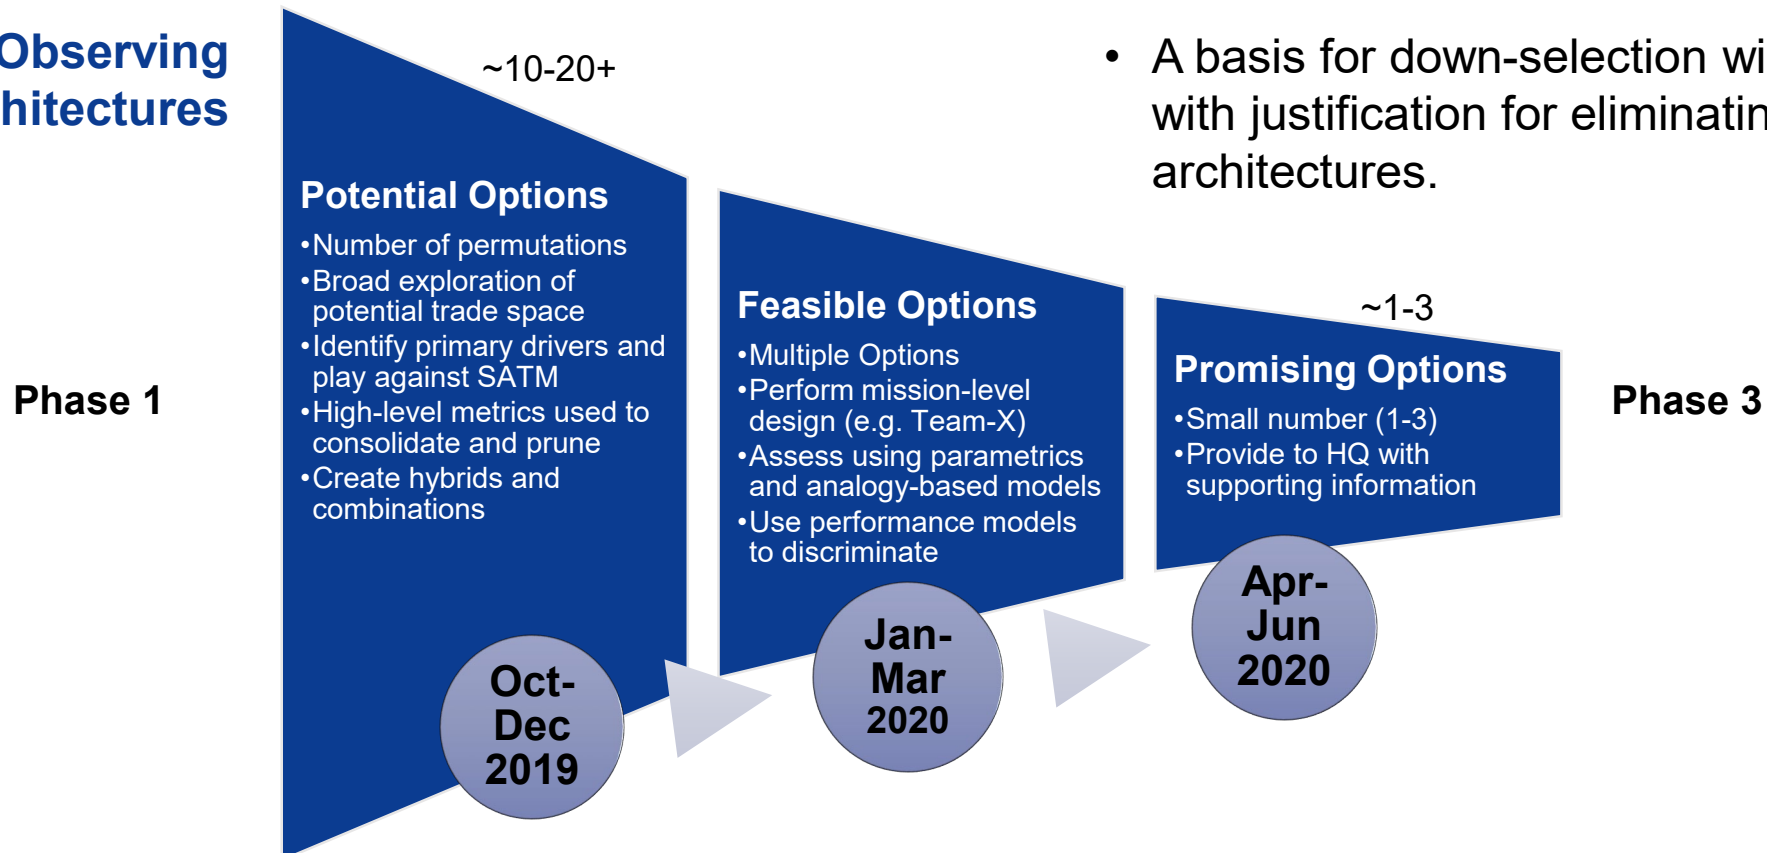 Observing
hitectures
~10-20+
• A basis for down-selection wi
with justification for eliminatin
architectures.
Phase 1
Potential Options
•Number of permutations
•Broad exploration of
potential trade space
•Identify primary drivers and
play against SATM
•High-level metrics used to
consolidate and prune
•Create hybrids and
combinations
Oct-
Dec
2019
Feasible Options
•Multiple Options
•Perform mission-level
design (e.g. Team-X)
•Assess using parametrics
and analogy-based models
•Use performance models
to discriminate
Jan-
Mar
2020
~1-3
Promising Options
•Small number (1-3)
•Provide to HQ with
supporting information
Apr-
Jun
2020
Phase 3